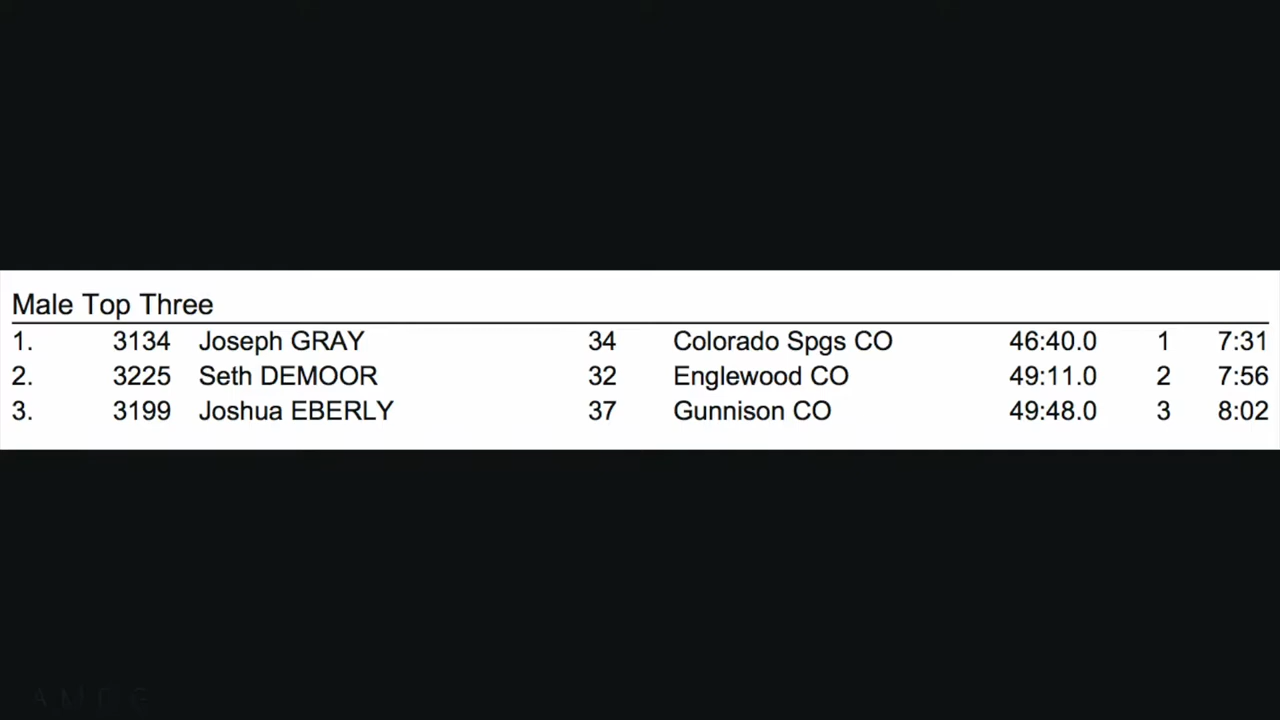 Male Top Three
1. 3134 Joseph GRAY 34 Colorado Spgs CO 46:40.0 1 7:31
2. 3225 Seth DEMOOR 32 Englewood CO 49:11.0 2 7:56
3. 3199 Joshua EBERLY 37 Gunnison CO 49:48.0 3 8:02